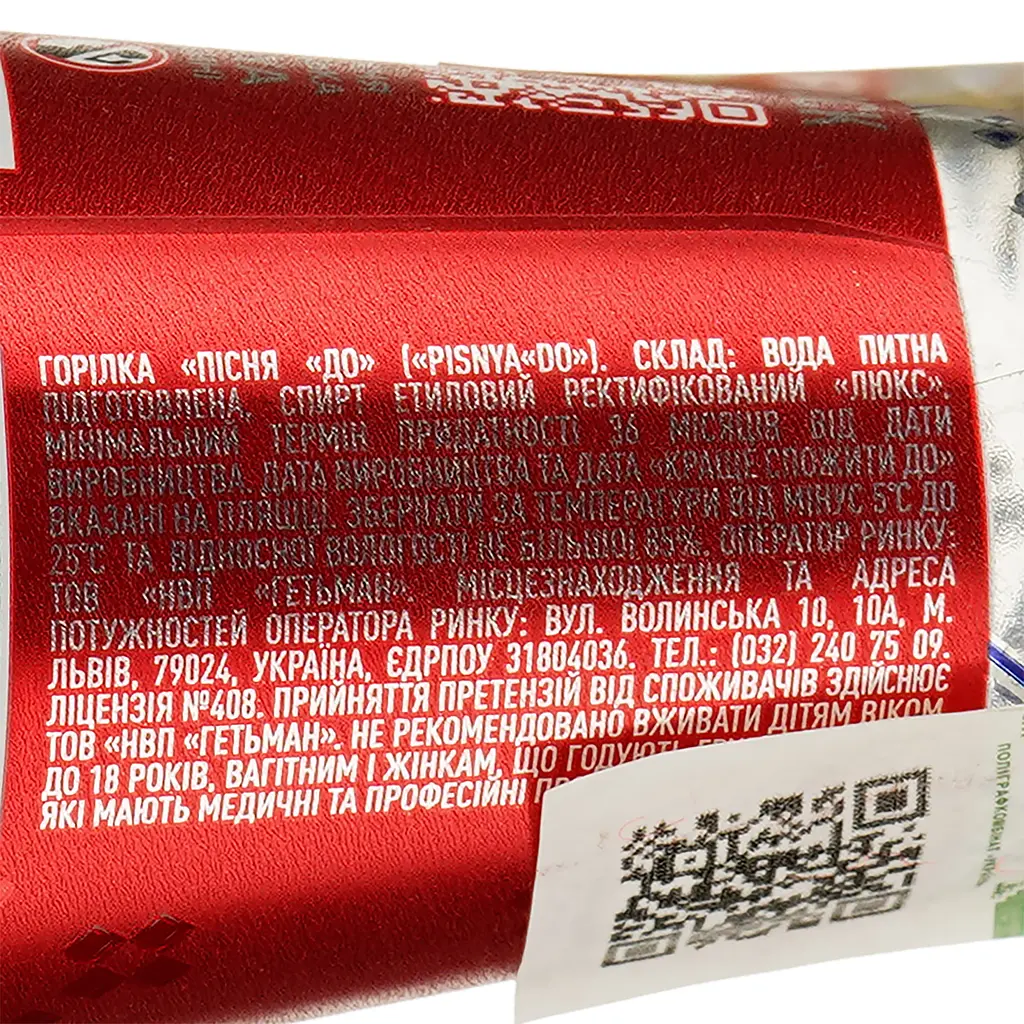 ГОРІЛКА «ПІСНЯ «ДО» («PISNYA«DO»). СКЛАД: ВОДА ПИТНА
ПІДГОТОВЛЕНА, СПИРТ ЕТИЛОВИЙ РЕКТИФІКОВАНИЙ «ЛЮКС».
МІНІМАЛЬНИЙ ТЕРМІН ПРИДАТНОСТІ 36 МІСЯЦІВ ВІД ДАТИ
ВИРОБНИЦТВА. ДАТА ВИРОБНИЦТВА ТА ДАТА «КРАЩЕ СПОЖИТИ ДО»
ВКАЗАНІ НА ПЛЯШЦІ. ЗБЕРІГАТИ ЗА ТЕМПЕРАТУРИ ВІД МІНУС 5°С ДО
25°С ТА ВІДНОСНОЇ ВОЛОГОСТІ НЕ БІЛЬШОЇ 85%. ОПЕРАТОР РИНКУ:
ТОВ «НВП «ГЕТЬМАН». МІСЦЕЗНАХОДЖЕННЯ ТА АДРЕСА
ПОТУЖНОСТЕЙ ОПЕРАТОРА РИНКУ: ВУЛ. ВОЛИНСЬКА 10, 10А, М.
ЛЬВІВ, 79024, УКРАЇНА, ЄДРПОУ 31804036. ТЕЛ.: (032) 240 75 09.
ЛІЦЕНЗІЯ №408. ПРИЙНЯТТЯ ПРЕТЕНЗІЙ ВІД СПОЖИВАЧІВ ЗДІЙСНЮЄ
ТОВ «НВП «ГЕТЬМАН». НЕ РЕКОМЕНДОВАНО ВЖИВАТИ ДІТЯМ ВІКОМ
ДО 18 РОКІВ, ВАГІТНИМ І ЖІНКАМ, ЩО ГОДУЮТЬ
ЯКІ МАЮТЬ МЕДИЧНІ ТА ПРОФЕСІЙНІ